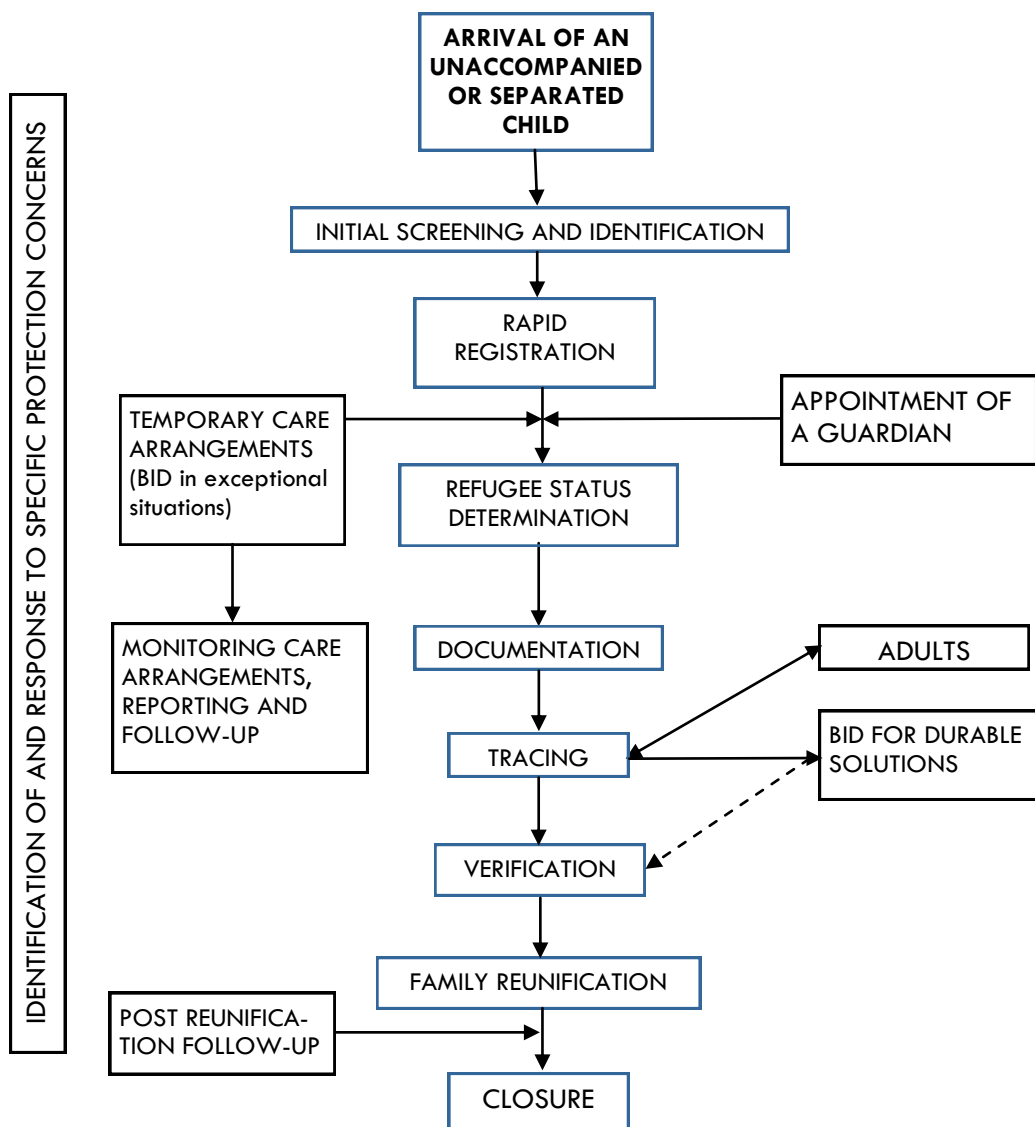 ARRIVAL OF AN
UNACCOMPANIED
OR SEPARATED
CHILD
IDENTIFICATION OF AND RESPONSE TO SPECIFIC PROTECTION CONCERNS
INITIAL SCREENING AND IDENTIFICATION
RAPID
REGISTRATION
TEMPORARY CARE
ARRANGEMENTS
(BID in exceptional
situations)
APPOINTMENT OF
A GUARDIAN
REFUGEE STATUS
DETERMINATION
MONITORING CARE
ARRANGEMENTS,
REPORTING AND
FOLLOW-UP
DOCUMENTATION
ADULTS
TRACING
BID FOR DURABLE
SOLUTIONS
VERIFICATION
FAMILY REUNIFICATION
POST REUNIFICA-
TION FOLLOW-UP
CLOSURE